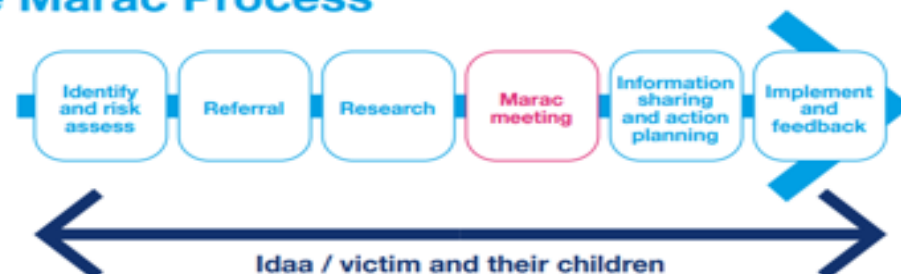 Marac Process
Identify
and risk
assess
Referral
Research
Marac
meeting
Information
sharing
and action
planning
Implement
and
feedback
Idaa / victim and their children